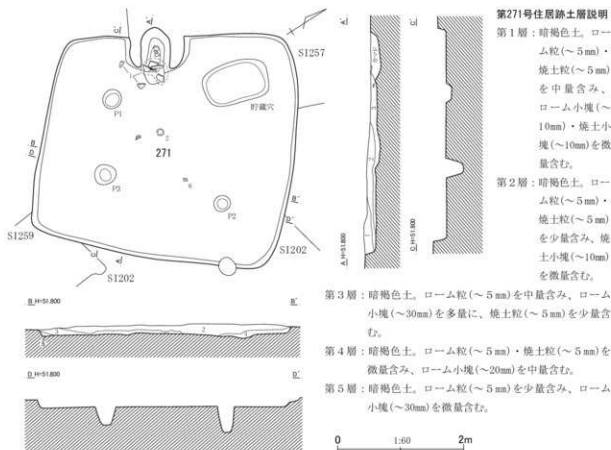 第271号住居跡土層説明
第1層：暗褐色土。ロー
ム粒(～5mm)・
焼土粒(～5mm)
を中量含み、
ローム小塊(～
10mm)・焼土小
塊(～10mm)を微
量含む。
第2層：暗褐色土。ロー
ム粒(～5mm)・
焼土粒(～5mm)
を少量含み、焼
土小塊(～10mm)
を微量含む。
第3層：暗褐色土。ローム粒(～5mm)を中量含み、ローム
小塊(～30mm)を多量に、焼土粒(～5mm)を少量含
む。
第4層：暗褐色土。ローム粒(～5mm)・焼土粒(～5mm)を
微量含み、ローム小塊(～20mm)を中量含む。
第5層：暗褐色土。ローム粒(～5mm)を少量含み、ローム
小塊(～30mm)を微量含む。
SI257
貯蔵穴
P1
2
271
6
P3
P2
SI259
SI202
SI202
B
D
B'
D'
C'
A'
C
A
A'
C'
カマド
A H=51.800
C H=51.800
B H=51.800
B'
2
D H=51.800
D'
0
1:60
2m